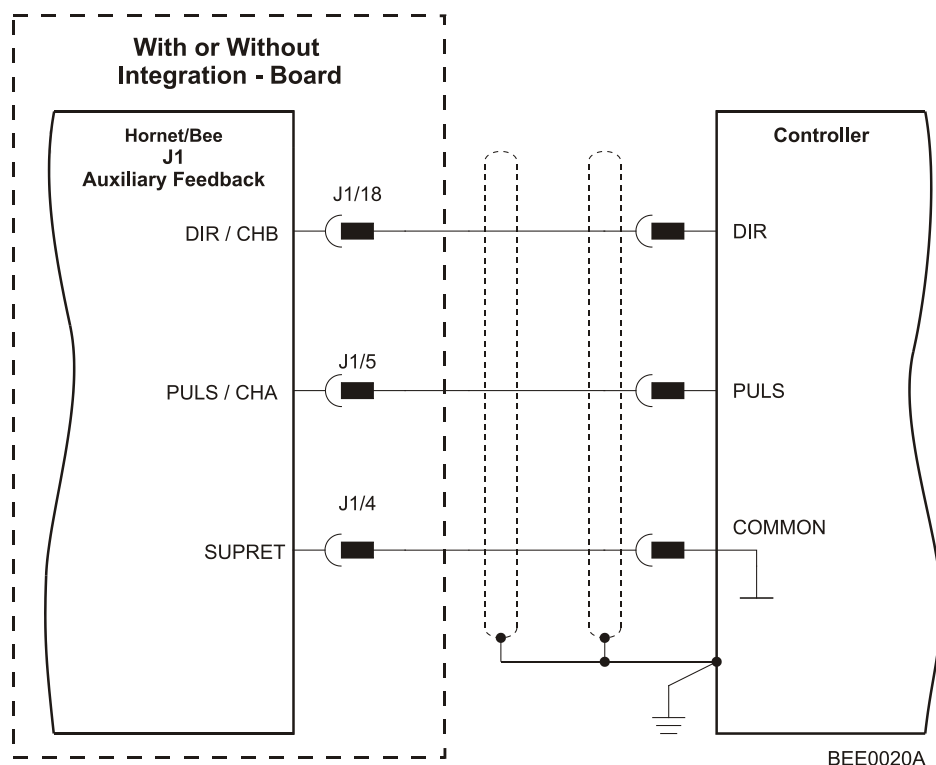 With or Without
Integration - Board
Hornet/Bee
J1
Auxiliary Feedback
Controller
J1/18
DIR / CHB
DIR
J1/5
PULS / CHA
PULS
J1/4
SUPRET
COMMON
BEE0020A